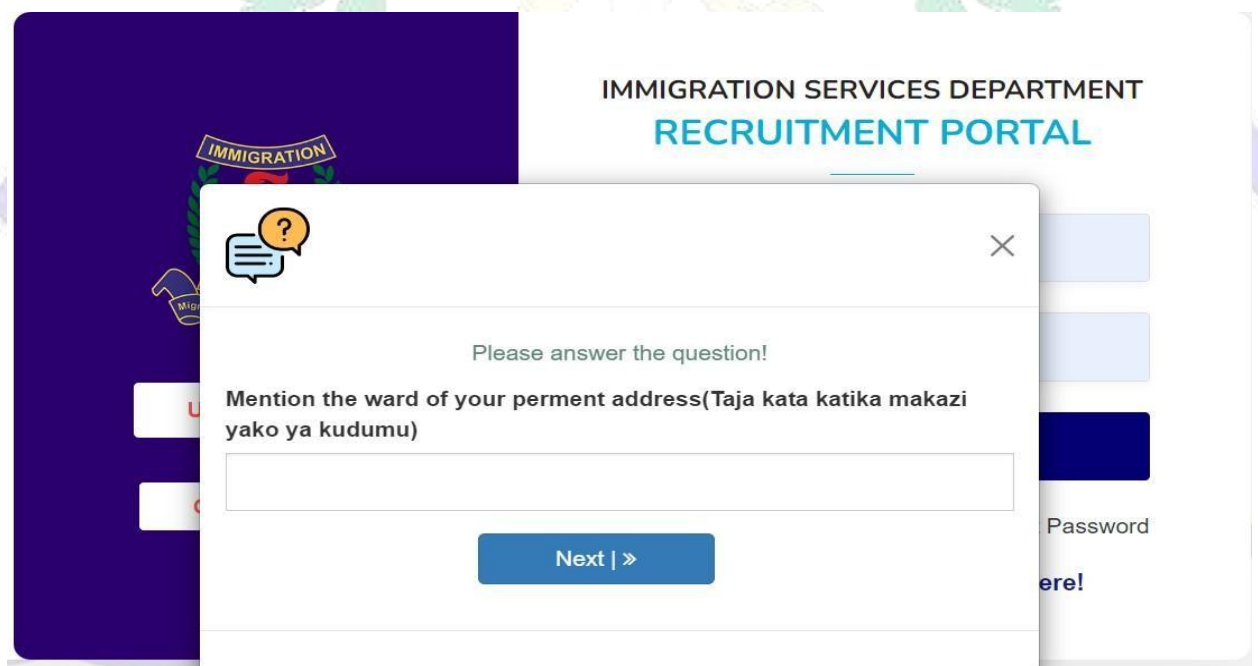 IMMIGRATION SERVICES DEPARTMENT
RECRUITMENT PORTAL
IMMIGRATION
?
Please answer the question!
Mention the ward of your perment address(Taja kata katika makazi
yako ya kudumu)
Next | »
Password